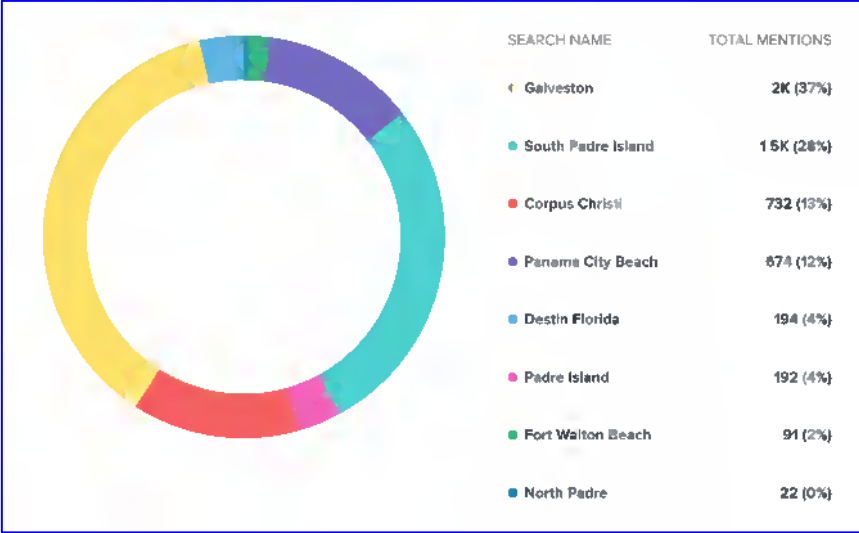 SEARCH NAME TOTAL MENTIONS
Galveston 2K (37%)
South Padre Island 1.5K (28%)
Corpus Christi 732 (13%)
Panama City Beach 674 (12%)
Destin Florida 194 (4%)
Padre Island 192 (4%)
Fort Walton Beach 91 (2%)
North Padre 22 (0%)